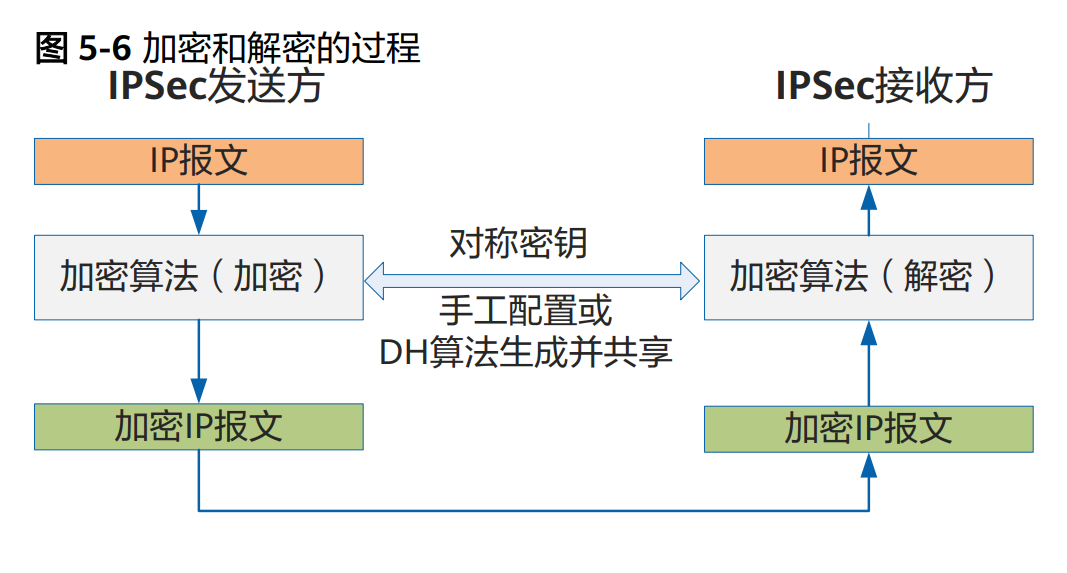 图 5-6 加密和解密的过程
IPSec发送方
IPSec接收方
IP报文
IP报文
加密算法（加密）
对称密钥
手工配置或
DH算法生成并共享
加密算法（解密）
加密IP报文
加密IP报文